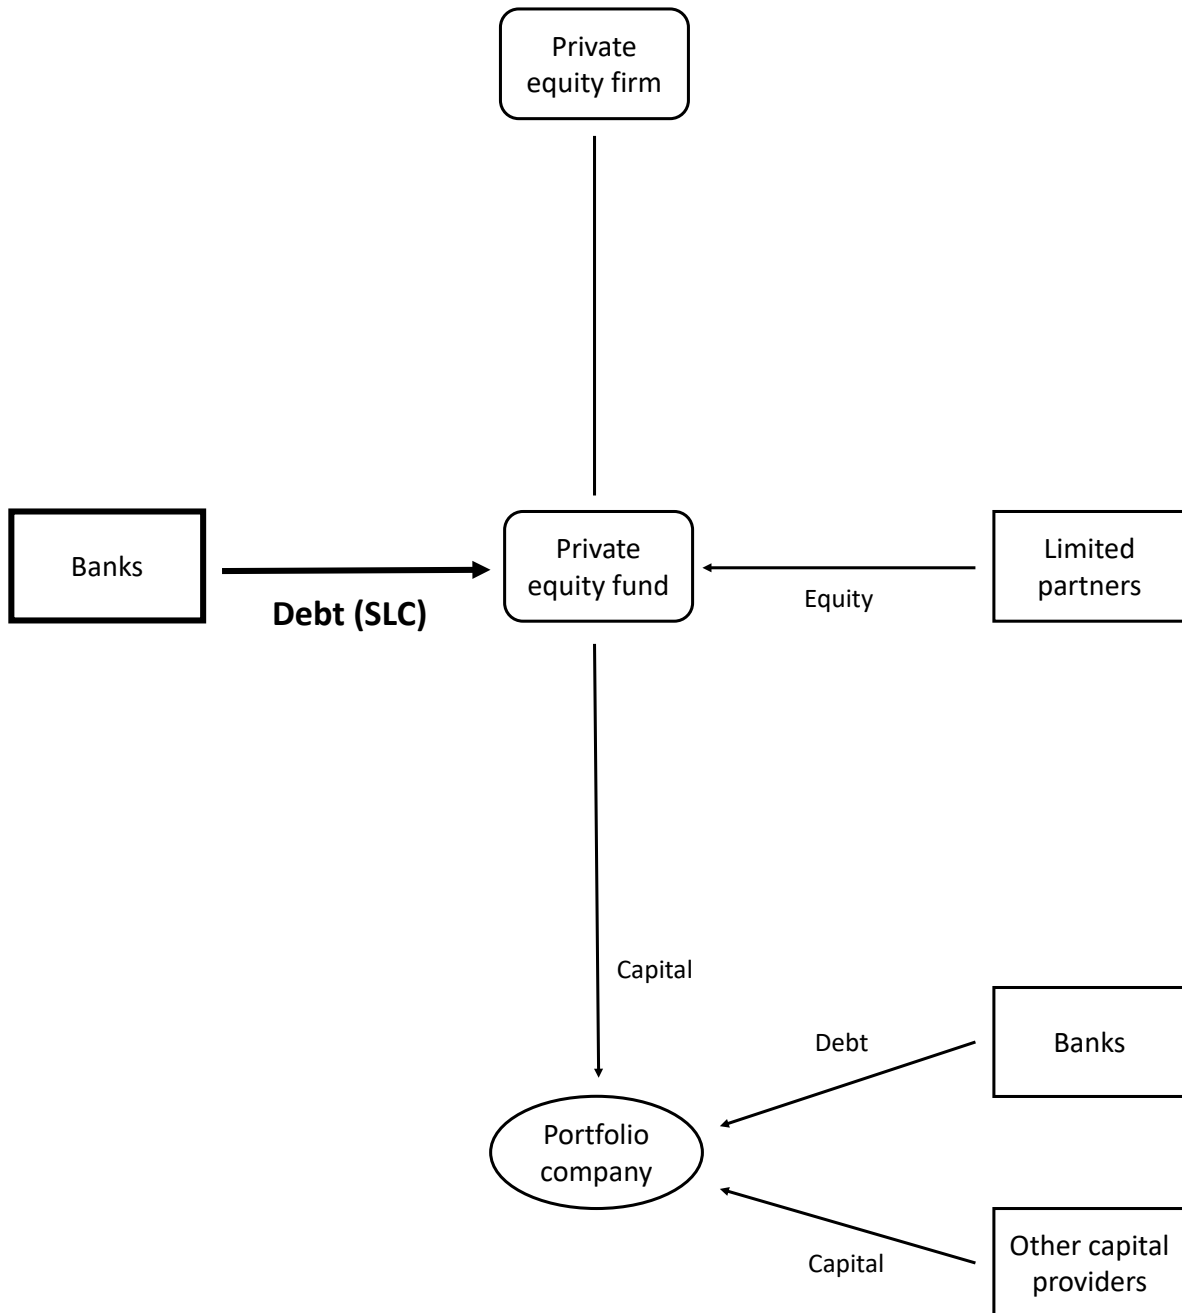 Private
equity firm
Banks
Debt (SLC)
Private
equity fund
Equity
Limited
partners
Capital
Debt
Banks
Portfolio
company
Capital
Other capital
providers